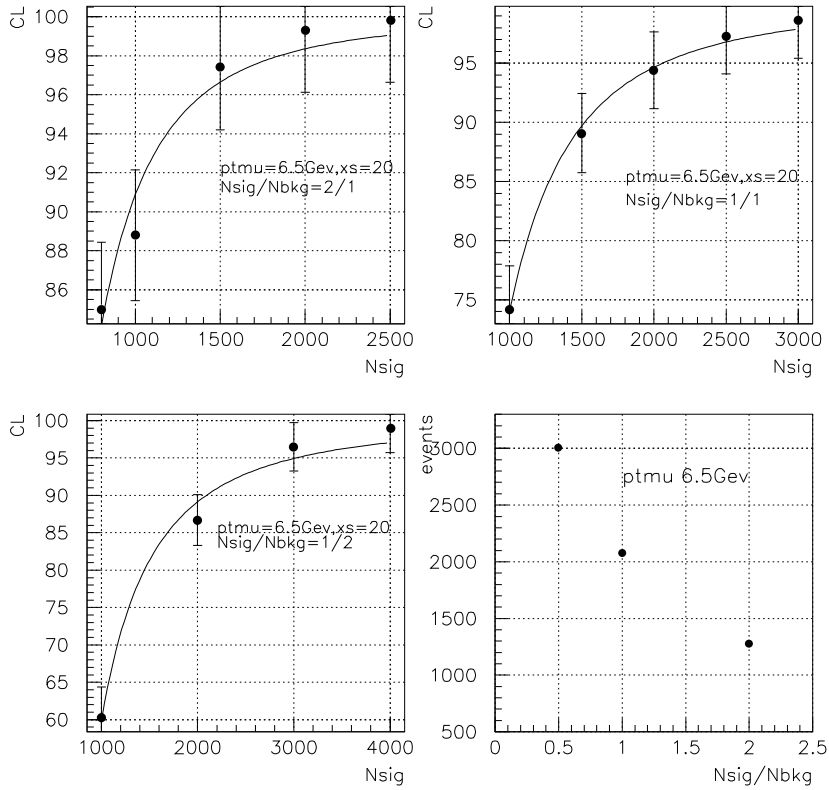 CL
100
98
96
94
92
90
88
86
ptmu=6.5Gev,xs=20
Nsig/Nbkg=2/1
1000 1500 2000 2500
Nsig
CL
95
90
85
80
75
ptmu=6.5Gev,xs=20
Nsig/Nbkg=1/1
1000 1500 2000 2500 3000
Nsig
CL
100
95
90
85
80
75
70
65
60
ptmu=6.5Gev,xs=20
Nsig/Nbkg=1/2
1000 2000 3000 4000
Nsig
events
3000
2500
2000
1500
1000
500
ptmu 6.5Gev
0 0.5 1 1.5 2 2.5
Nsig/Nbkg